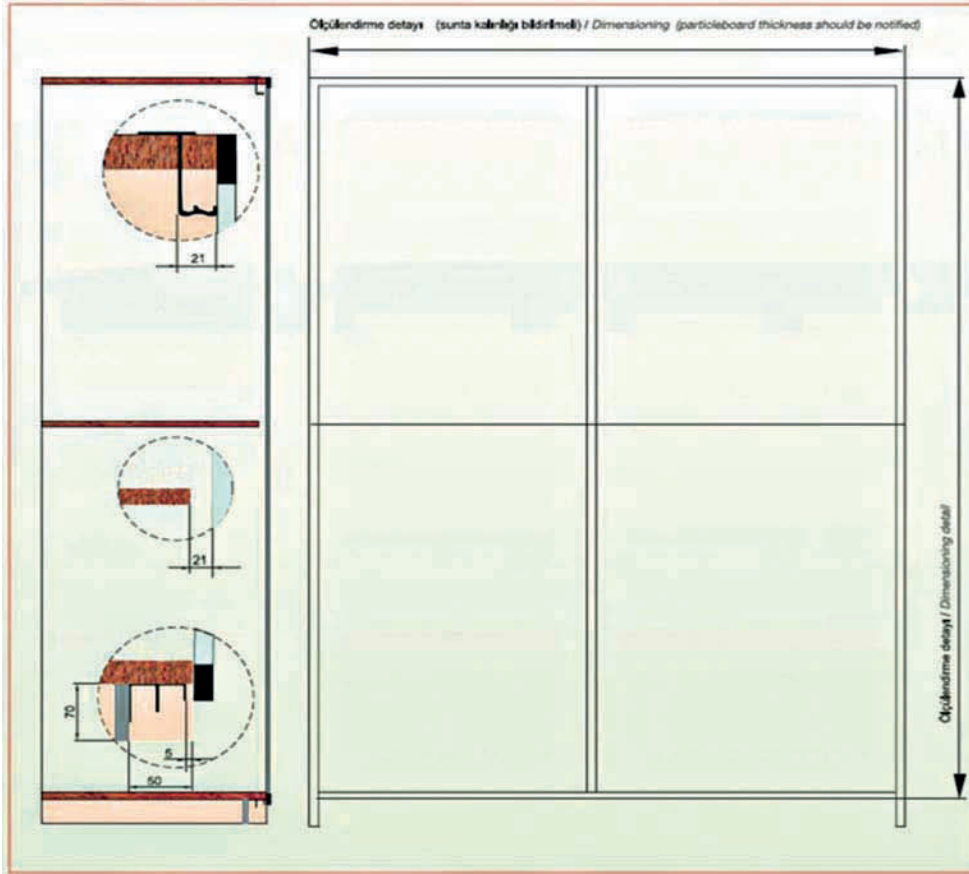 Ölçülendirme detayı (sunta kalınlığı bildirilmeli) / Dimensioning (particleboard thickness should be notified)
21
21
70
5
50
Ölçülendirme detayı / Dimensioning detail